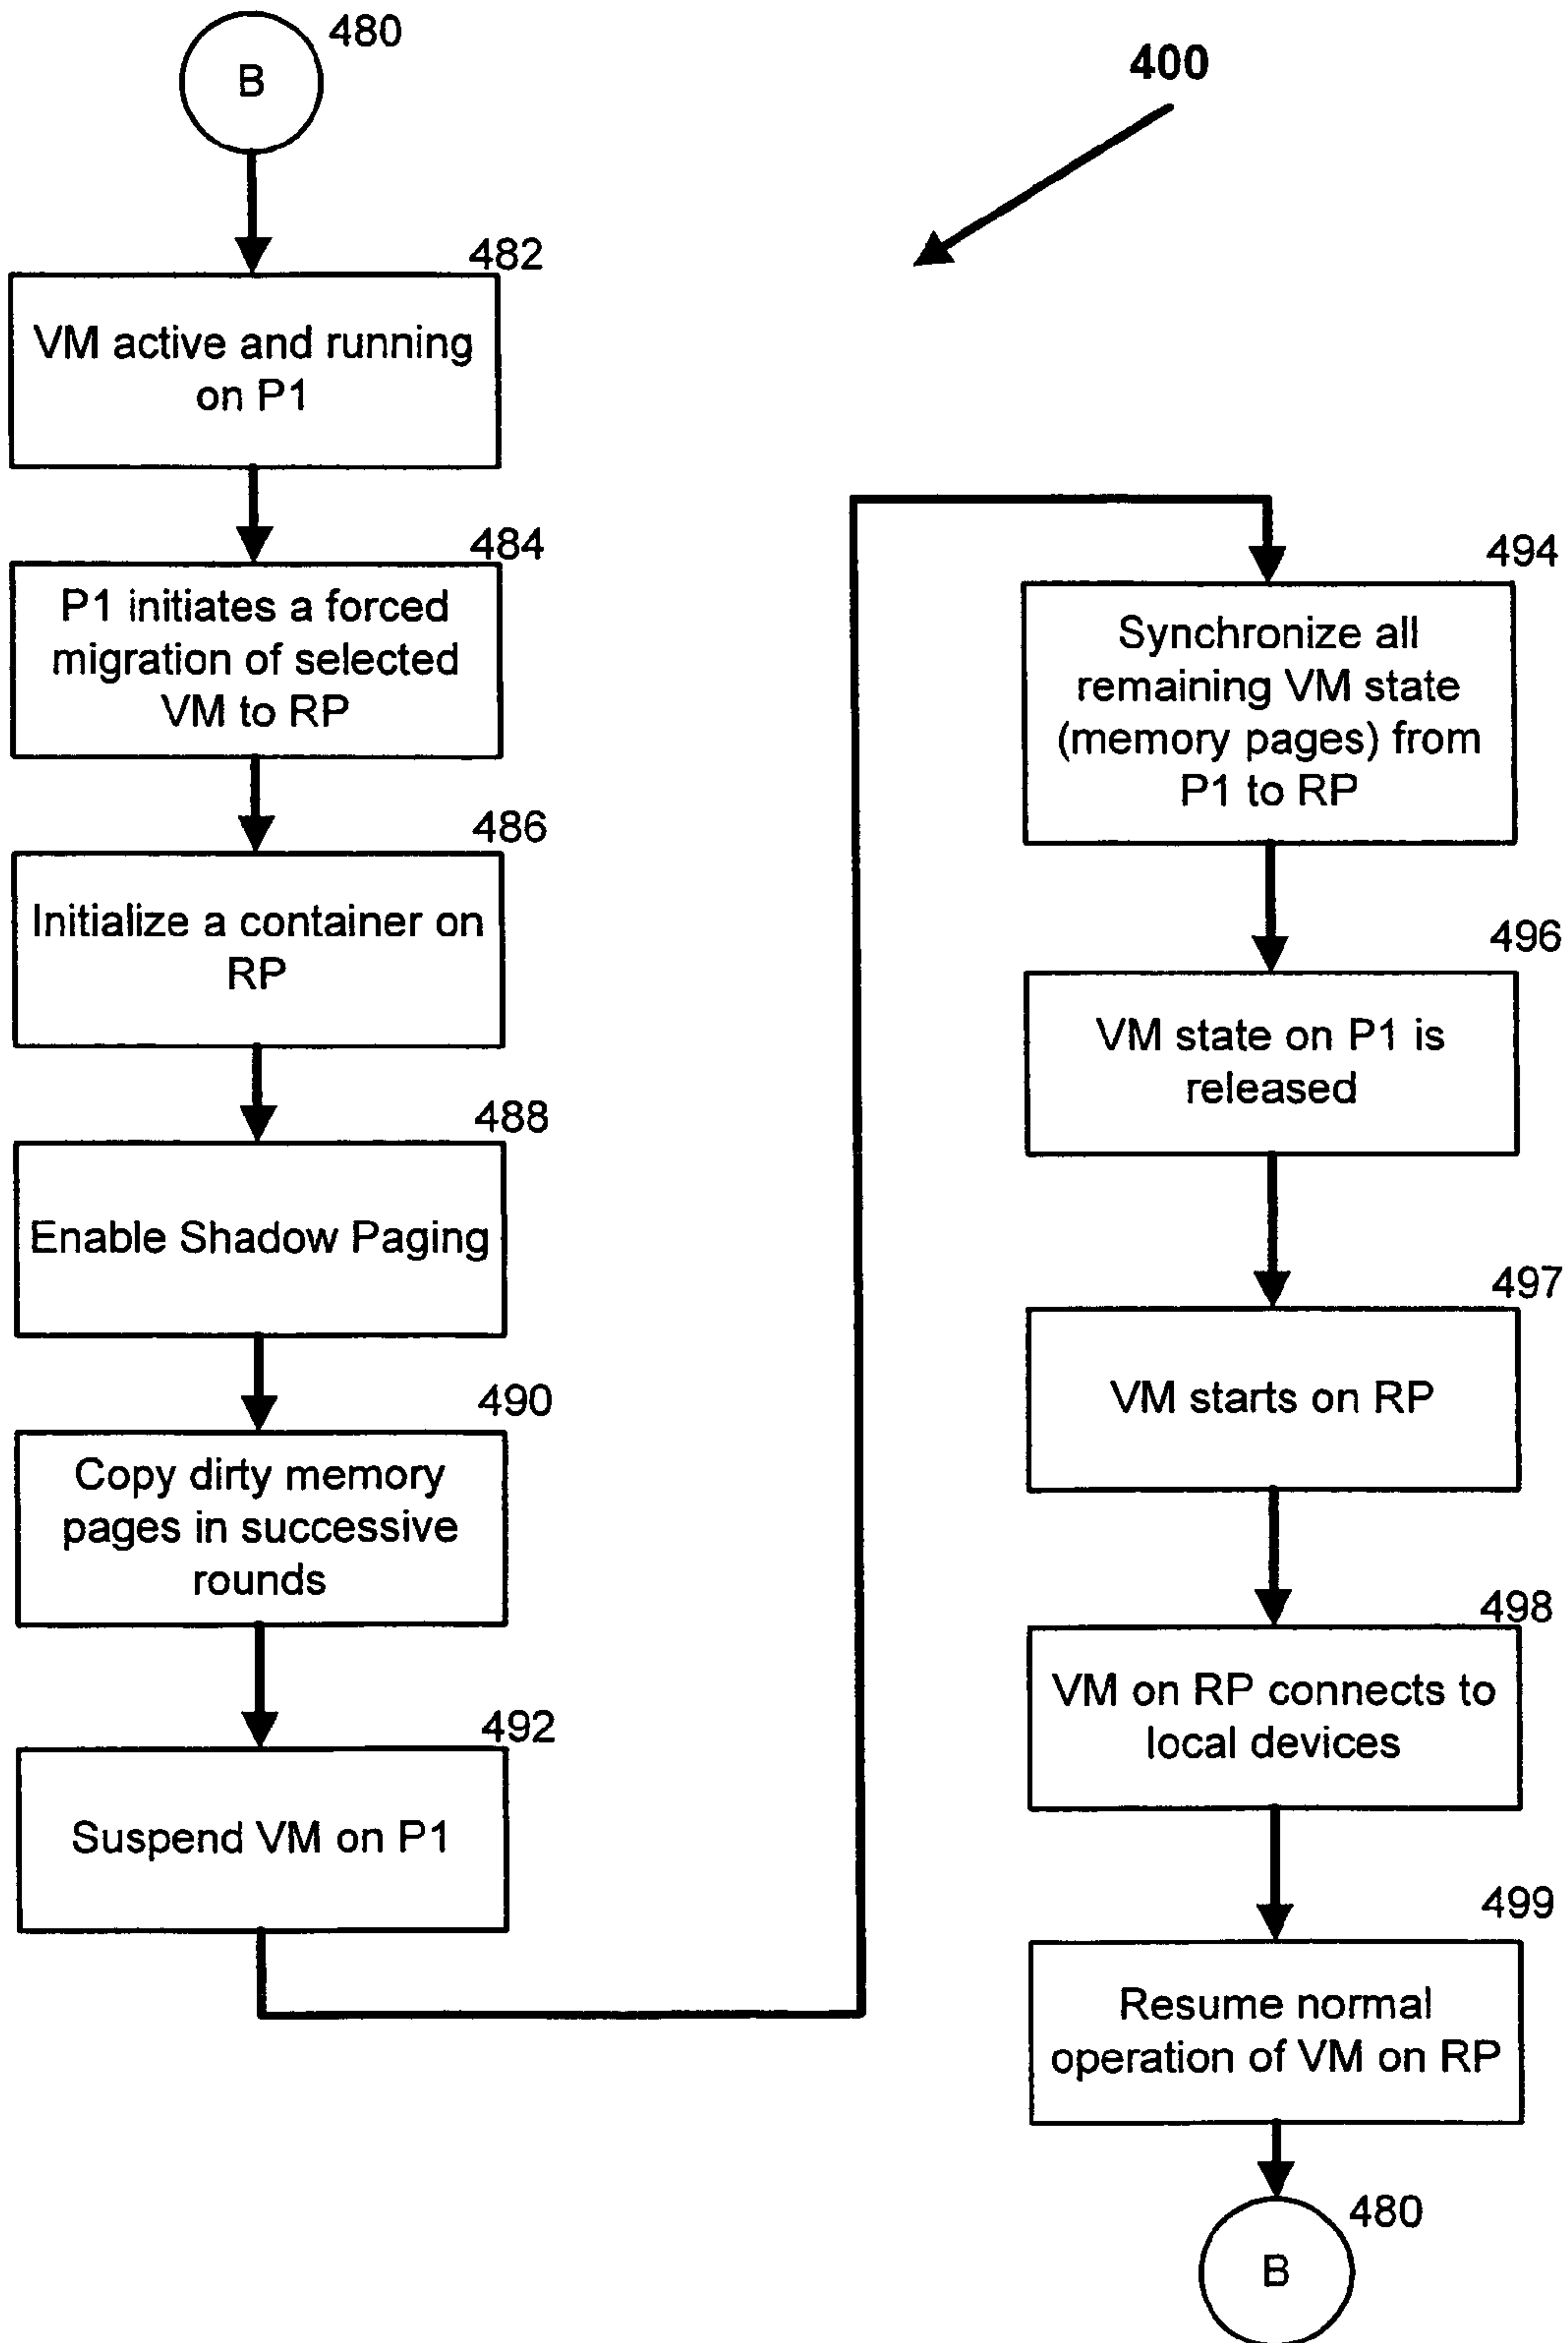 480
B
400
482
VM active and running
on P1
484
P1 initiates a forced
migration of selected
VM to RP
486
Initialize a container on
RP
488
Enable Shadow Paging
490
Copy dirty memory
pages in successive
rounds
492
Suspend VM on P1
494
Synchronize all
remaining VM state
(memory pages) from
P1 to RP
496
VM state on P1 is
released
497
VM starts on RP
498
VM on RP connects to
local devices
499
Resume normal
operation of VM on RP
480
B